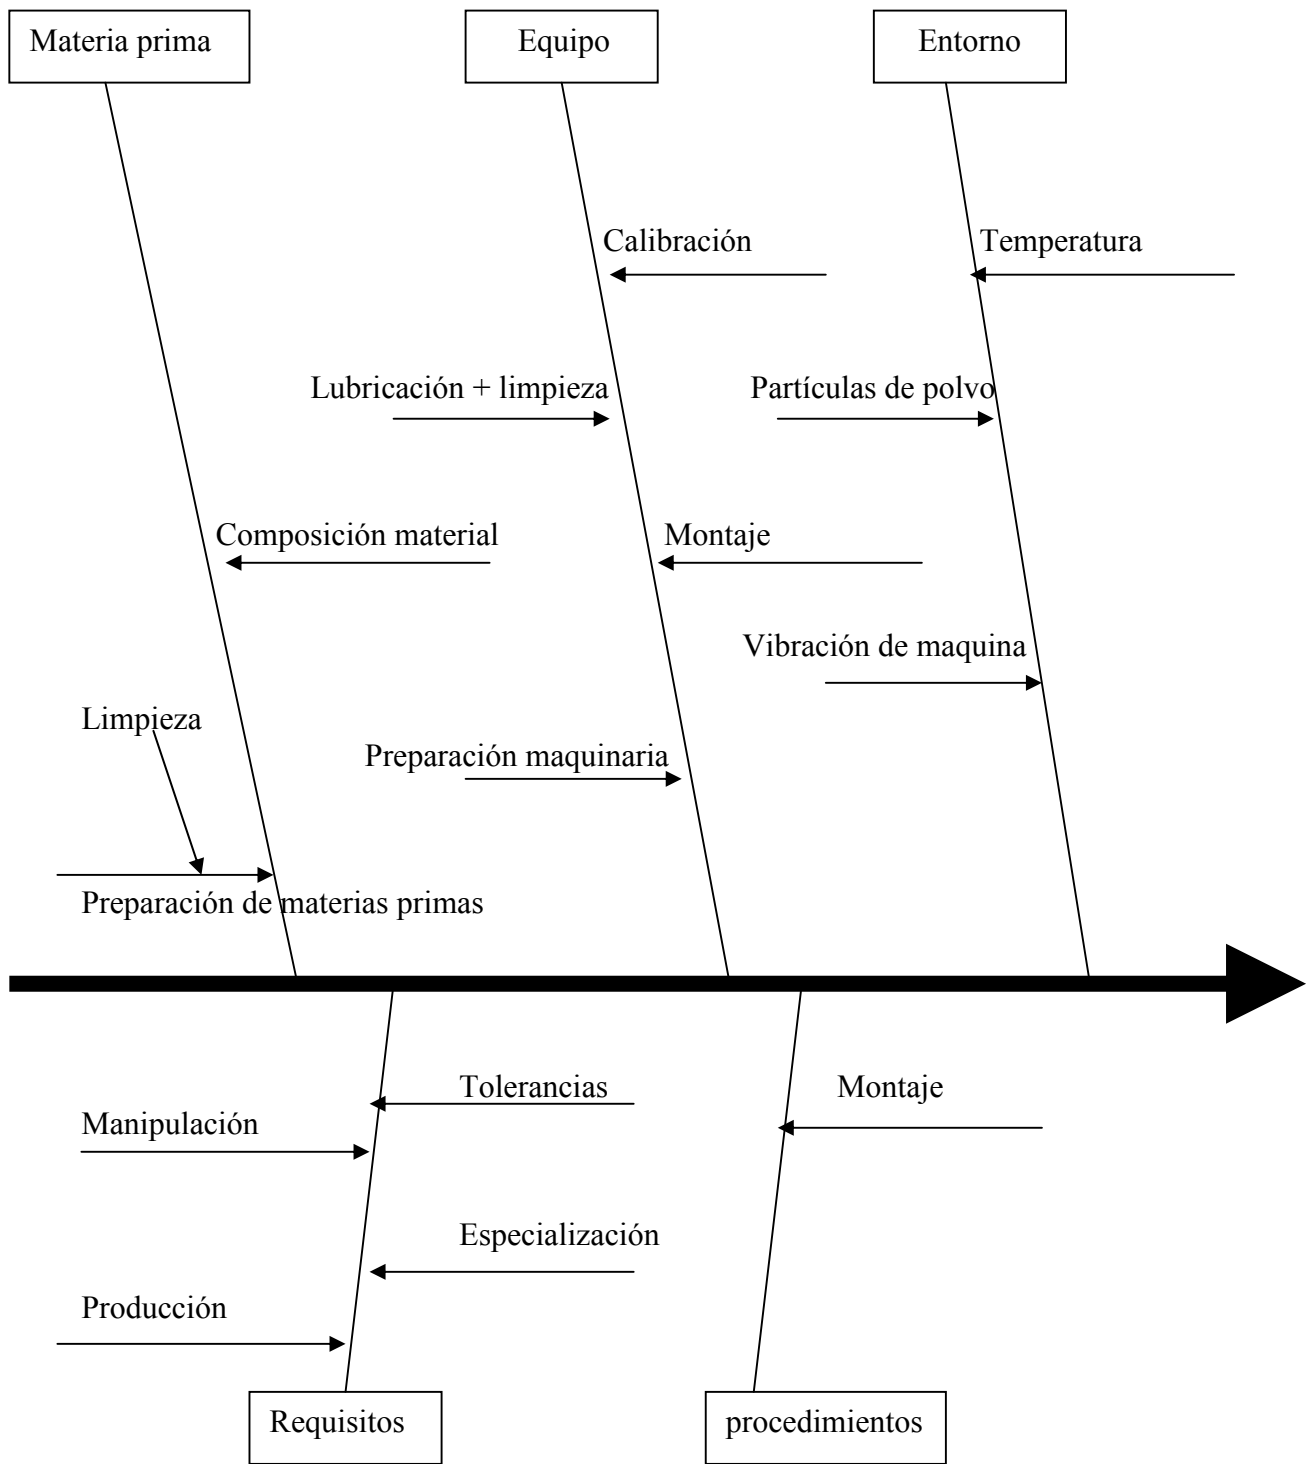 Materia prima
Equipo
Entorno
Calibración
Temperatura
Lubricación + limpieza
Partículas de polvo
Composición material
Montaje
Vibración de maquina
Limpieza
Preparación maquinaria
Preparación de materias primas
Tolerancias
Montaje
Manipulación
Especialización
Producción
Requisitos
procedimientos